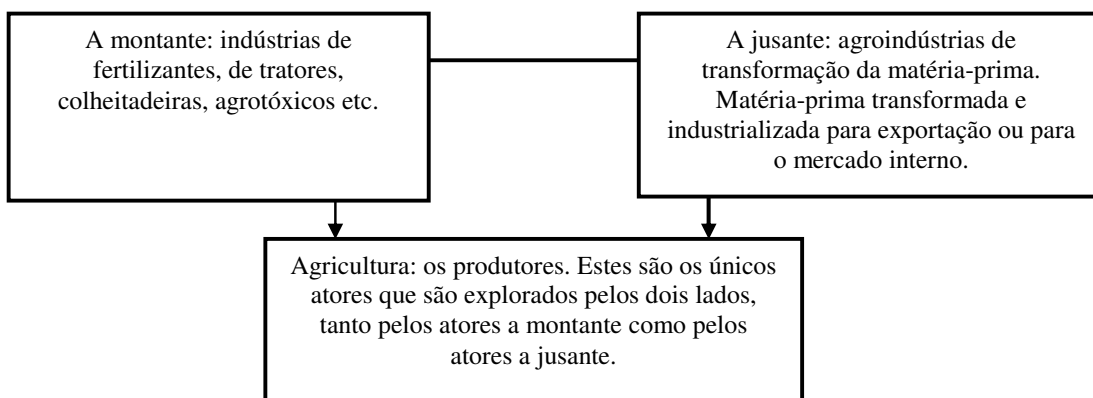 A montante: indústrias de
fertilizantes, de tratores,
colheitadeiras, agrotóxicos etc.
A jusante: agroindústrias de
transformação da matéria-prima.
Matéria-prima transformada e
industrializada para exportação ou para
o mercado interno.
Agricultura: os produtores. Estes são os únicos
atores que são explorados pelos dois lados,
tanto pelos atores a montante como pelos
atores a jusante.